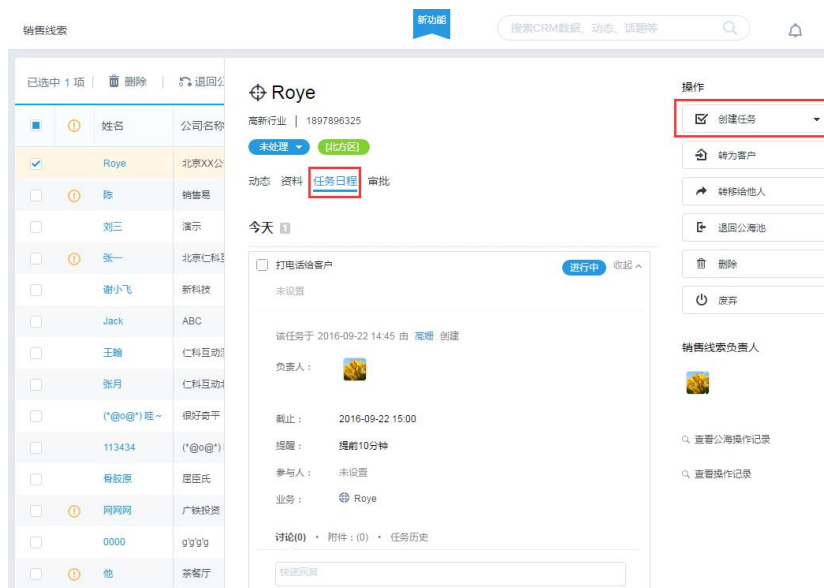 销售线索
新功能
搜索CRM数据、动态、话题等
已选中 1 项 | 删除 | 退回公
姓名 公司名称
Roye 北京XX公
陈 销售易
刘三 演示
张一 北京仁科互
谢小飞 新科技
Jack ABC
王翰 仁科互动
张月 仁科互动
(*@o@*) 哇~ 很好奇平
113434 (*@o@*)
骨胶原 屈臣氏
网网网 广铁投资
0000 g'g'g'g
他 茶餐厅
Roye
高新行业 | 1897896325
未处理 [北方区]
动态 资料 任务日程 审批
今天 1
打电话给客户 进行中 收起
未设置
该任务于 2016-09-22 14:45 由 高姗 创建
负责人：
截止： 2016-09-22 15:00
提醒： 提前10分钟
参与人： 未设置
业务： Roye
讨论(0) • 附件：(0) • 任务历史
快速回复
操作
创建任务
转为客户
转移给他人
退回公海池
删除
废弃
销售线索负责人
查看公海操作记录
查看操作记录